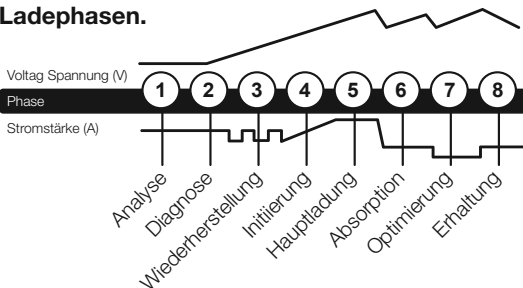 Ladephasen.
Voltag Spannung (V)
1 2 3 4 5 6 7 8
Phase
Stromstärke (A)
Analyse
Diagnose
Wiederherstellung
Initiierung
Hauptladung
Absorption
Optimierung
Erhaltung